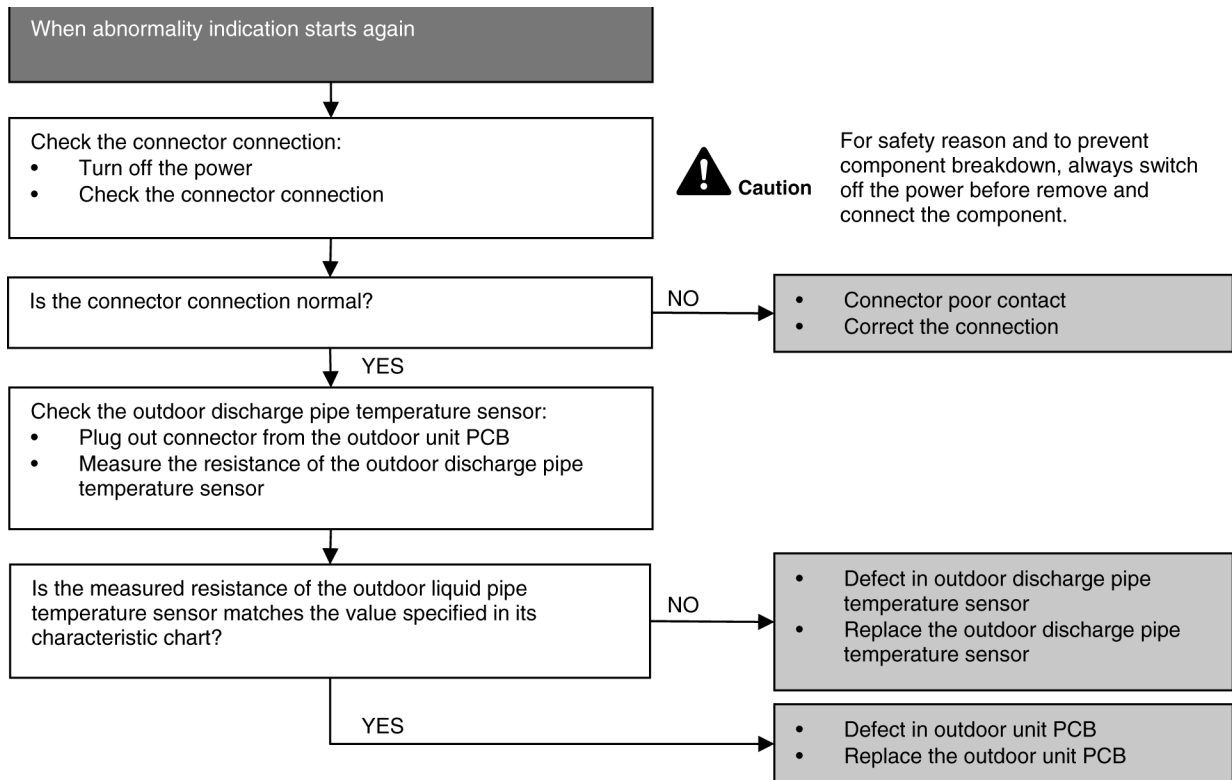 When abnormality indication starts again
Check the connector connection:
• Turn off the power
• Check the connector connection
Caution
For safety reason and to prevent
component breakdown, always switch
off the power before remove and
connect the component.
Is the connector connection normal?
NO
• Connector poor contact
• Correct the connection
YES
Check the outdoor discharge pipe temperature sensor:
• Plug out connector from the outdoor unit PCB
• Measure the resistance of the outdoor discharge pipe
temperature sensor
Is the measured resistance of the outdoor liquid pipe
temperature sensor matches the value specified in its
characteristic chart?
NO
• Defect in outdoor discharge pipe
temperature sensor
• Replace the outdoor discharge pipe
temperature sensor
YES
• Defect in outdoor unit PCB
• Replace the outdoor unit PCB